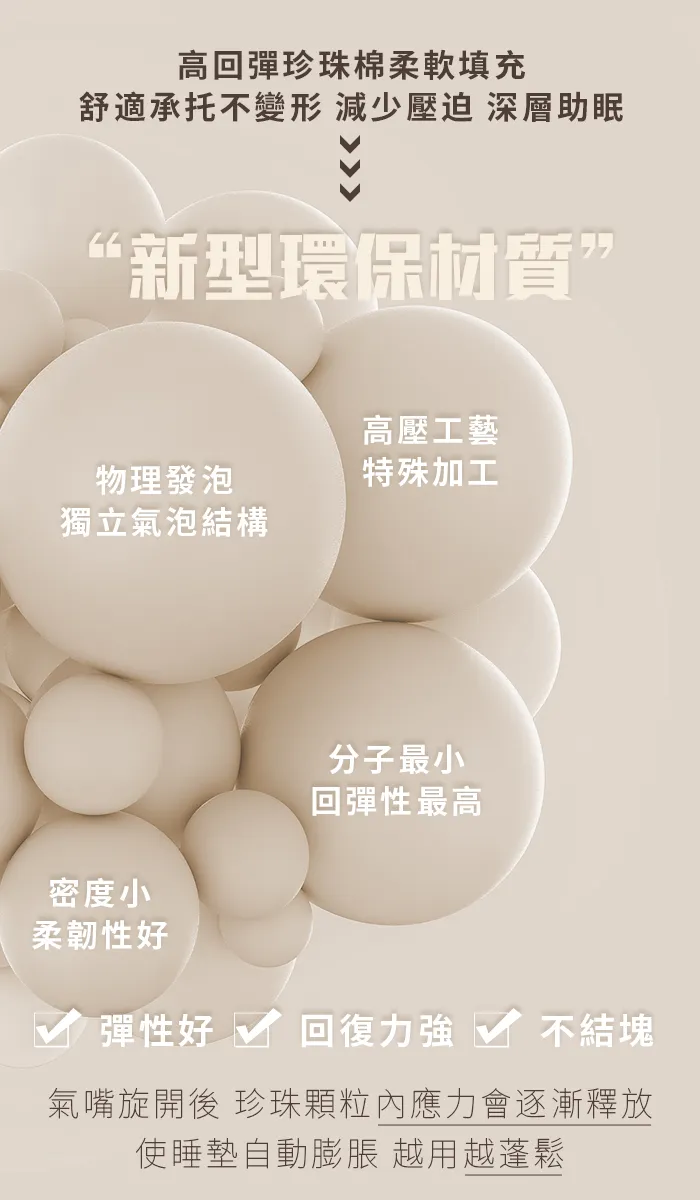 高回彈珍珠棉柔軟填充
舒適承托不變形 減少壓迫 深層助眠
“新型環保材質”
高壓工藝
特殊加工
物理發泡
獨立氣泡結構
分子最小
回彈性最高
密度小
柔韌性好
彈性好 回復力強 不結塊
氣嘴旋開後 珍珠顆粒內應力會逐漸釋放
使睡墊自動膨脹 越用越蓬鬆